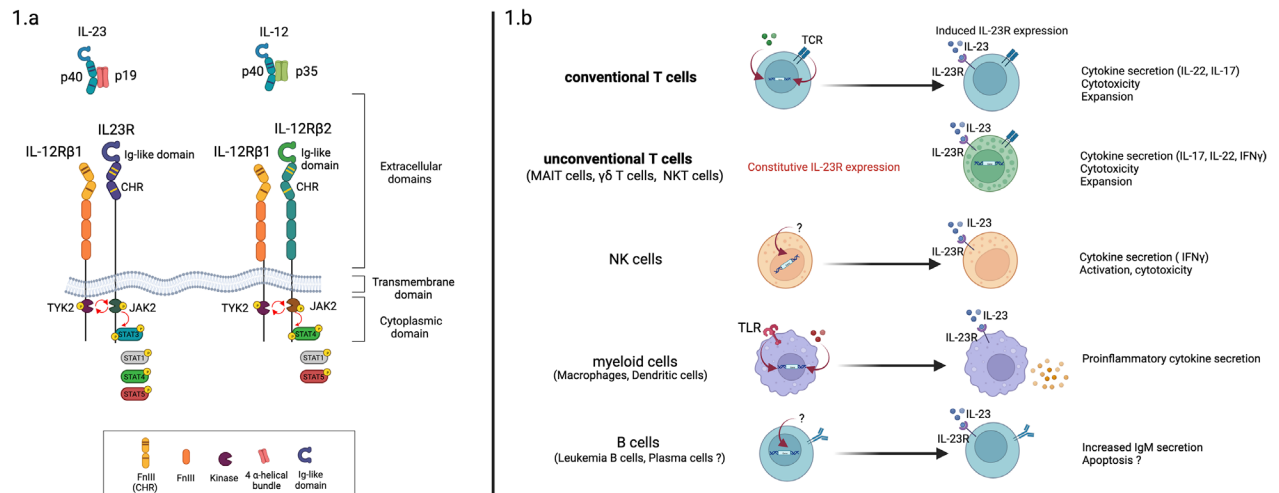 1.a
IL-23
p40
p19
IL-12
p40
p35
IL-12Rβ1
IL23R
Ig-like domain
CHR
IL-12Rβ1
IL-12Rβ2
Ig-like
domain
CHR
Extracellular
domains
Transmembrane
domain
Cytoplasmic
domain
TYK2
P
P
JAK2
P
STAT3
P
STAT1
P
STAT4
P
STAT5
P
TYK2
P
P
JAK2
P
STAT4
P
STAT1
P
STAT5
P
FnIII
(CHR)
FnIII
Kinase
4 α-helical
bundle
Ig-like
domain
1.b
conventional T cells
TCR
Induced IL-23R expression
IL-23
IL-23R
Cytokine secretion (IL-22, IL-17)
Cytotoxicity
Expansion
unconventional T cells
(MAIT cells, γδ T cells, NKT cells)
Constitutive IL-23R expression
IL-23
IL-23R
Cytokine secretion (IL-17, IL-22, IFNγ)
Cytotoxicity
Expansion
NK cells
?
IL-23
IL-23R
Cytokine secretion ( IFNγ)
Activation, cytotoxicity
myeloid cells
(Macrophages, Dendritic cells)
TLR
IL-23
IL-23R
Proinflammatory cytokine secretion
B cells
(Leukemia B cells, Plasma cells ?)
?
IL-23
IL-23R
Increased IgM secretion
Apoptosis ?